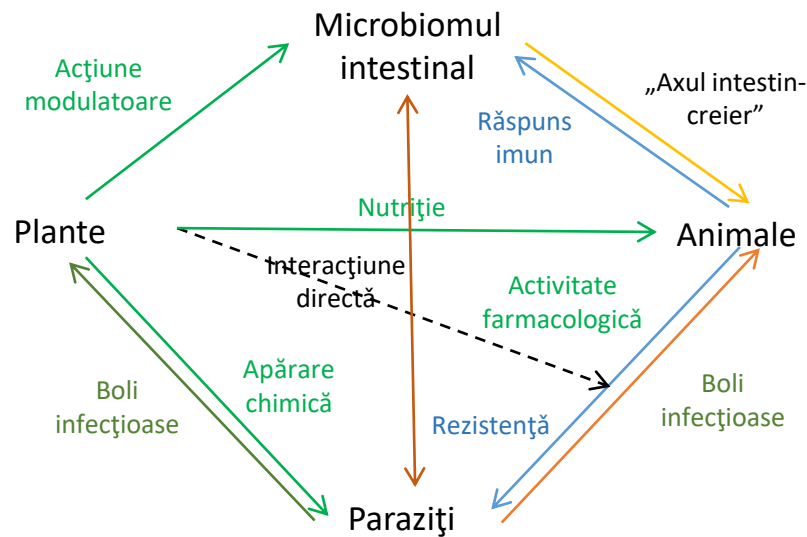 Microbiomul
intestinal
Acţiune
modulatoare
„Axul intestin-
creier”
Răspuns
imun
Nutriţie
Plante
Animale
Interacţiune
directă
Activitate
farmacologică
Apărare
chimică
Boli
infecţioase
Boli
infecţioase
Rezistenţă
Paraziţi